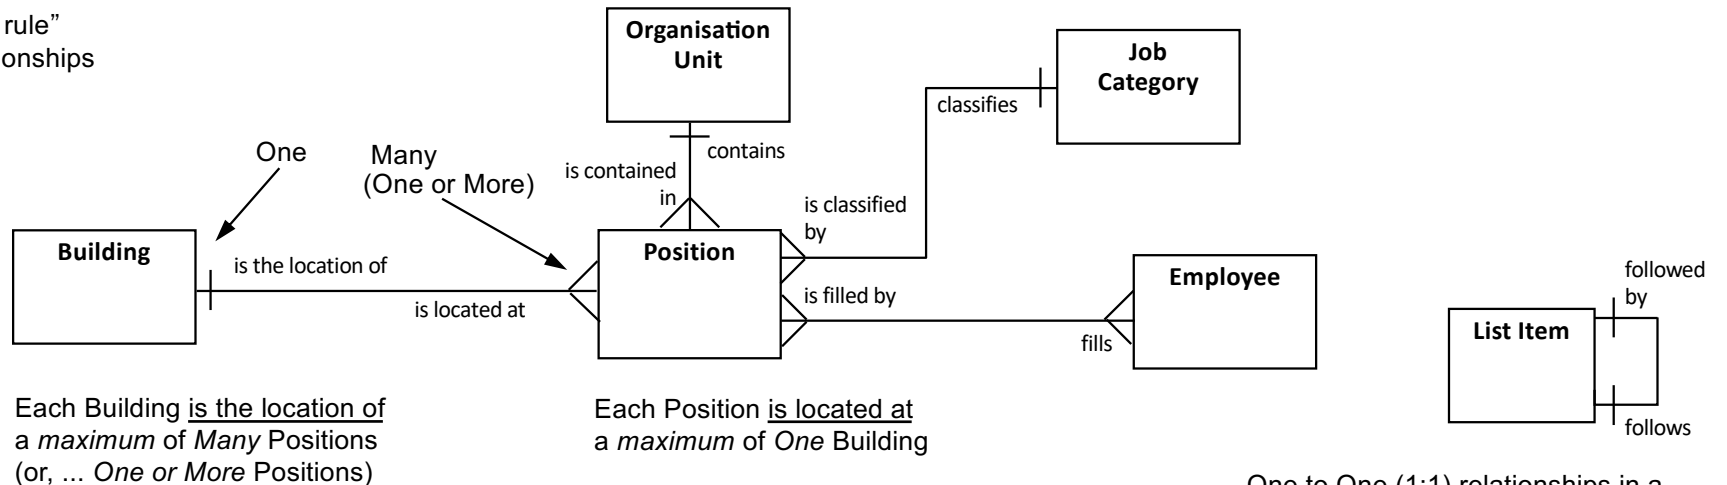 rule”
onships
Organisation
Unit
Job
Category
classifies
One
Many
(One or More)
contains
is contained
in
is classified
by
Building
is the location of
is located at
Position
is filled by
fills
Employee
followed
by
List Item
follows
Each Building is the location of
a maximum of Many Positions
(or, ... One or More Positions)
Each Position is located at
a maximum of One Building
One to One (1:1) relationships in a